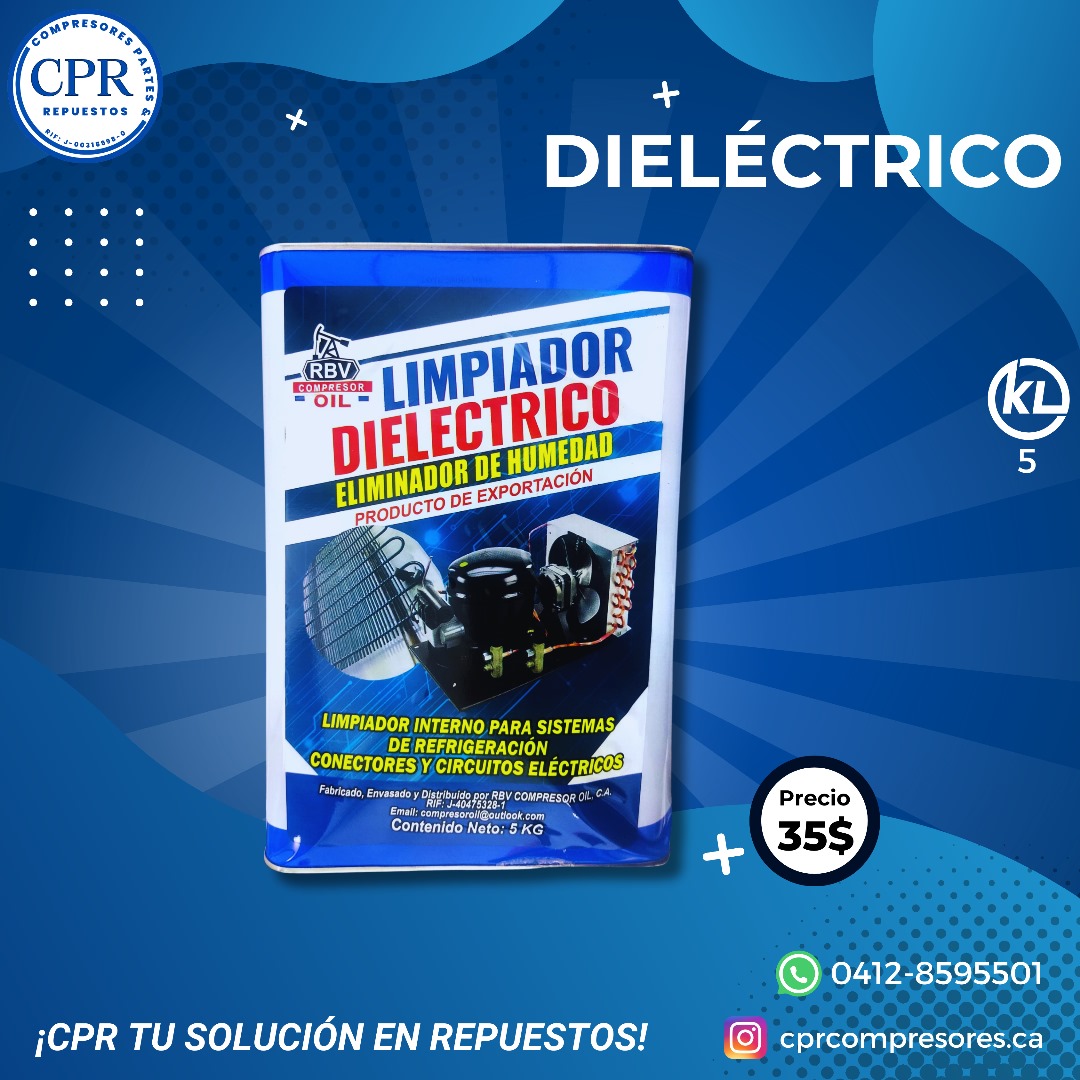 COMPRESORES PARTES &
CPR
REPUESTOS
DIELÉCTRICO
RBV
COMPRESOR
OIL
LIMPIADOR
DIELECTRICO
ELIMINADOR DE HUMEDAD
PRODUCTO DE EXPORTACIÓN
KL
5
LIMPIADOR INTERNO PARA SISTEMAS
DE REFRIGERACIÓN
CONECTORES Y CIRCUITOS ELÉCTRICOS
Fabricado, Envasado y Distribuido por RBV COMPRESOR OIL, C.A.
RIF: J-40475328-1
Email: compresoroil@outlook.com
Contenido Neto: 5 KG
Precio
35$
0412-8595501
¡CPR TU SOLUCIÓN EN REPUESTOS!
cprcompresores.ca